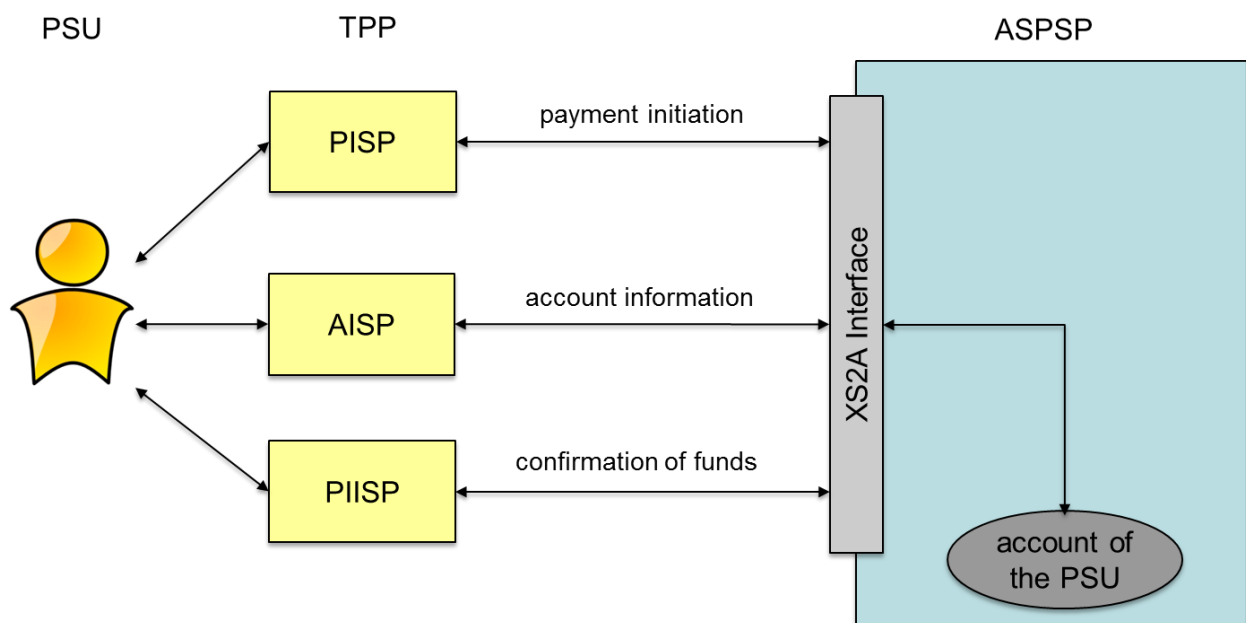 PSU
TPP
ASPSP
PISP
payment initiation
AISP
account information
XS2A Interface
PIISP
confirmation of funds
account of
the PSU